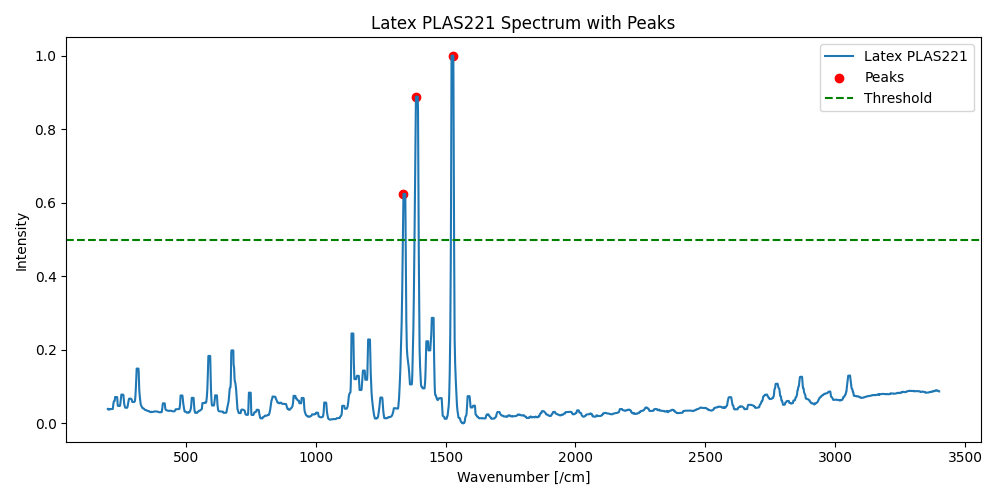 Latex PLAS221 Spectrum with Peaks
Latex PLAS221
Peaks
Threshold
Intensity
1.0
0.8
0.6
0.4
0.2
0.0
500 1000 1500 2000 2500 3000 3500
Wavenumber [/cm]